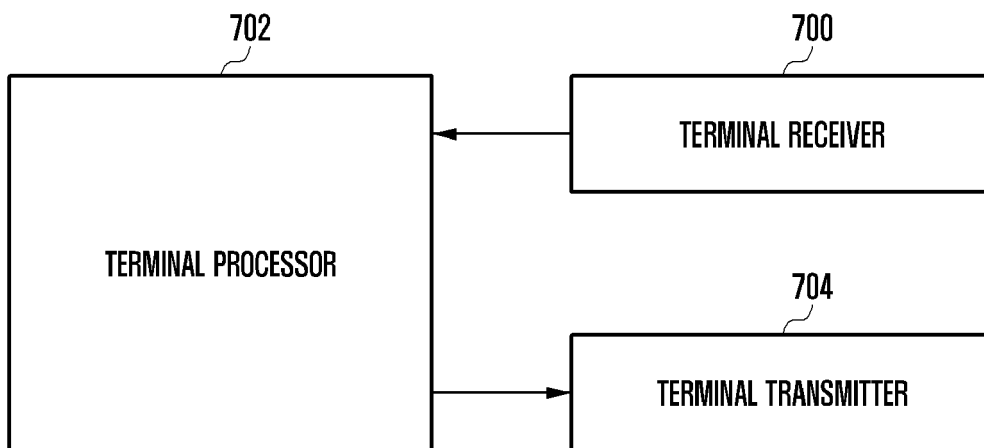 702
700
TERMINAL RECEIVER
TERMINAL PROCESSOR
704
TERMINAL TRANSMITTER